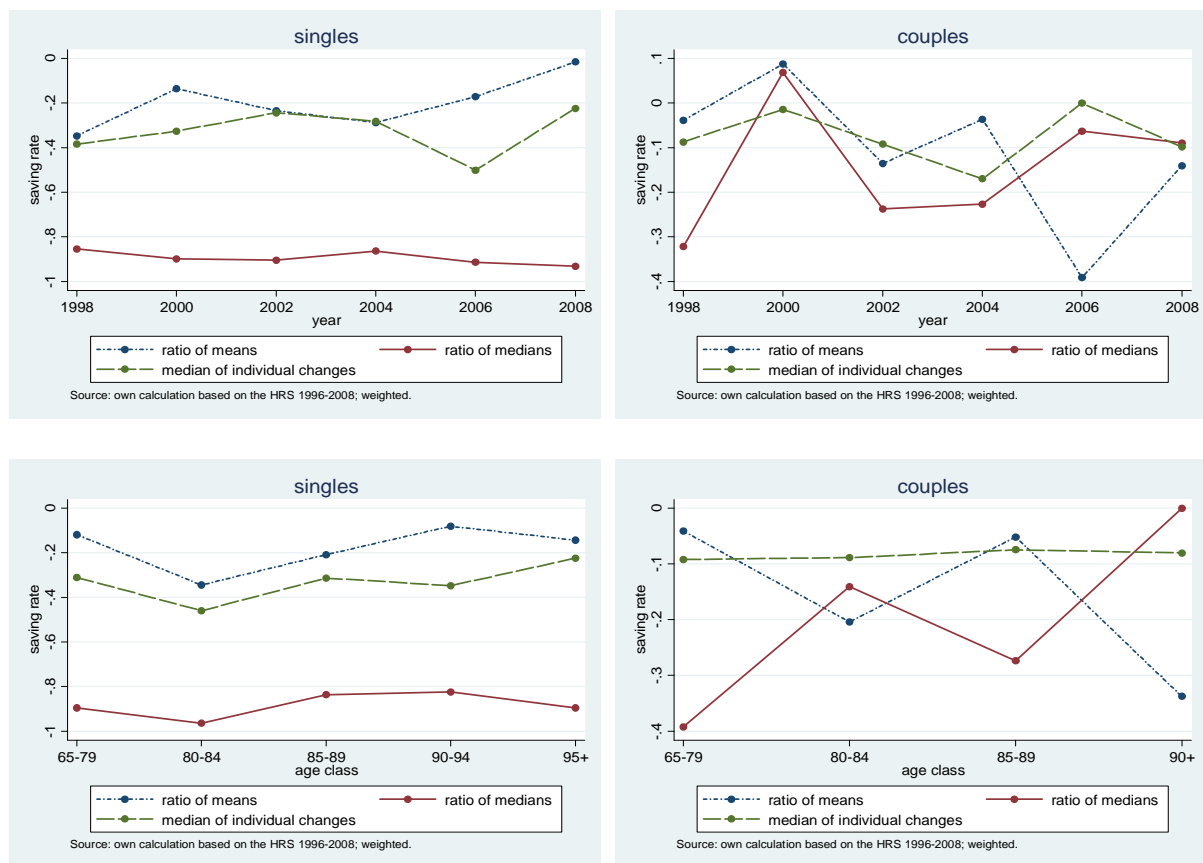 singles
0
-.2
-.4
-.6
-.8
-1
saving rate
1998 2000 2002 2004 2006 2008
year
ratio of means ratio of medians
median of individual changes
Source: own calculation based on the HRS 1996-2008; weighted.
couples
.1
0
-.1
-.2
-.3
-.4
saving rate
1998 2000 2002 2004 2006 2008
year
ratio of means ratio of medians
median of individual changes
Source: own calculation based on the HRS 1996-2008; weighted.
singles
0
-.2
-.4
-.6
-.8
-1
saving rate
65-79 80-84 85-89 90-94 95+
age class
ratio of means ratio of medians
median of individual changes
Source: own calculation based on the HRS 1996-2008; weighted.
couples
0
-.1
-.2
-.3
-.4
saving rate
65-79 80-84 85-89 90+
age class
ratio of means ratio of medians
median of individual changes
Source: own calculation based on the HRS 1996-2008; weighted.